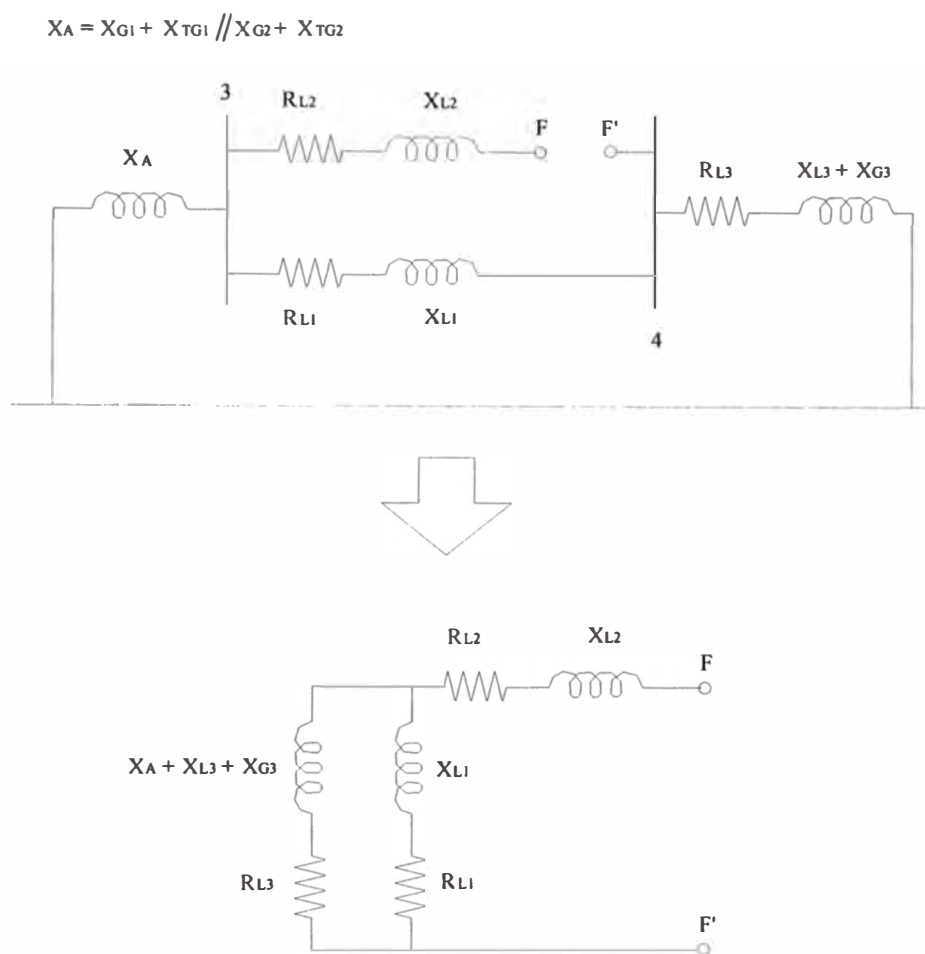 XA = XG1 + XTG1 // XG2 + XTG2
3
RL2
XL2
F
F'
XA
RL3
XL3 + XG3
RL1
XL1
4
RL2
XL2
F
XA + XL3 + XG3
XL1
RL3
RL1
F'